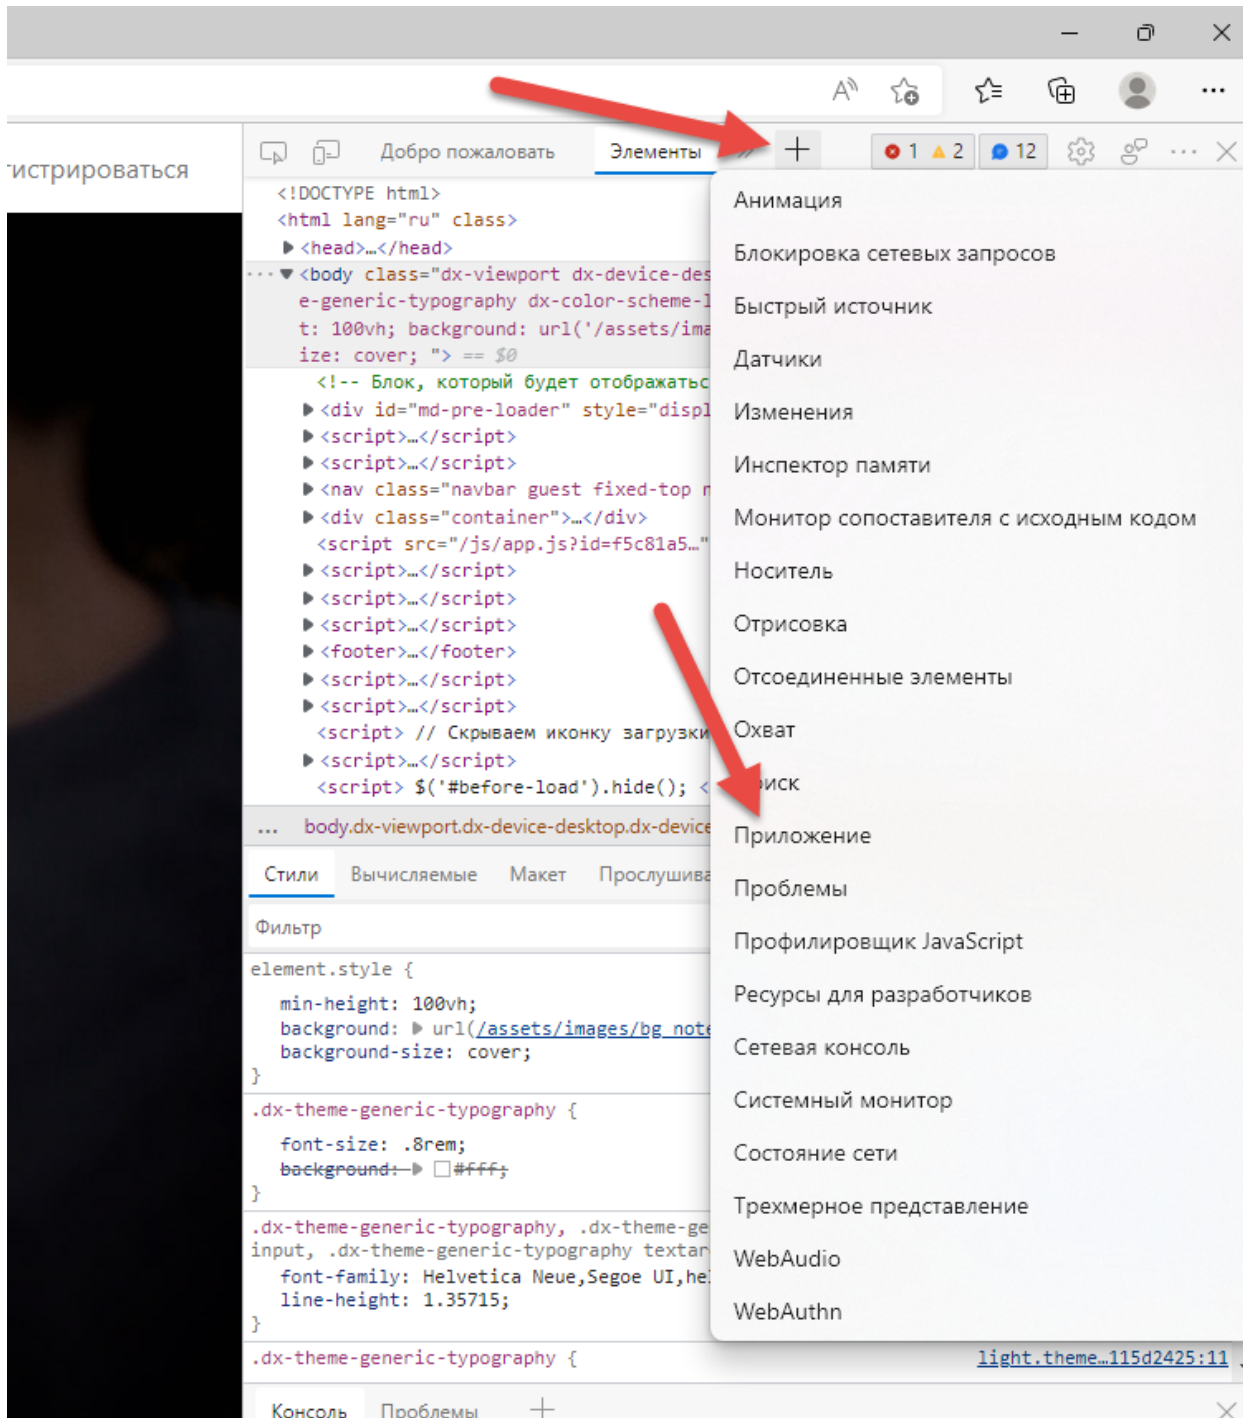 гистрироваться
Добро пожаловать
Элементы
1
2
12
<!DOCTYPE html>
<html lang="ru" class>
<head>…</head>
··· <body class="dx-viewport dx-device-des
e-generic-typography dx-color-scheme-l
t: 100vh; background: url('/assets/ima
ize: cover; "> == $0
<!-- Блок, который будет отображатьс
<div id="md-pre-loader" style="displ
<script>…</script>
<script>…</script>
<nav class="navbar guest fixed-top n
<div class="container">…</div>
<script src="/js/app.js?id=f5c81a5…"
<script>…</script>
<script>…</script>
<script>…</script>
<footer>…</footer>
<script>…</script>
<script>…</script>
<script> // Скрываем иконку загрузки
<script>…</script>
<script> $('#before-load').hide(); <
... body.dx-viewport.dx-device-desktop.dx-device
Стили
Вычисляемые
Макет
Прослушива
Фильтр
element.style {
min-height: 100vh;
background: url(/assets/images/bg_note
background-size: cover;
}
.dx-theme-generic-typography {
font-size: .8rem;
background: #fff;
}
.dx-theme-generic-typography, .dx-theme-ge
input, .dx-theme-generic-typography textar
font-family: Helvetica Neue,Segoe UI,hel
line-height: 1.35715;
}
.dx-theme-generic-typography {
light.theme…115d2425:11
Консоль
Проблемы
Анимация
Блокировка сетевых запросов
Быстрый источник
Датчики
Изменения
Инспектор памяти
Монитор сопоставителя с исходным кодом
Носитель
Отрисовка
Отсоединенные элементы
Охват
иск
Приложение
Проблемы
Профилировщик JavaScript
Ресурсы для разработчиков
Сетевая консоль
Системный монитор
Состояние сети
Трехмерное представление
WebAudio
WebAuthn